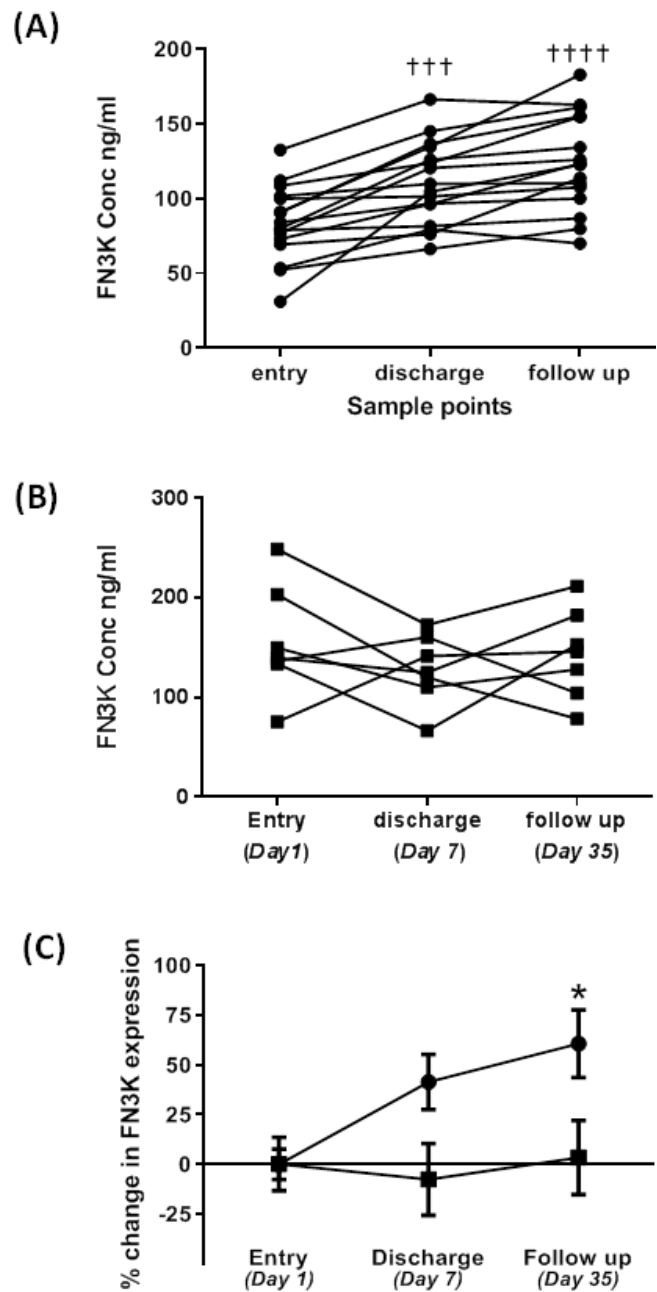 (A)
FN3K Conc ng/ml
200
150
100
50
0
†††
††††
entry discharge follow up
Sample points
(B)
FN3K Conc ng/ml
300
200
100
0
Entry discharge follow up
(Day1) (Day 7) (Day 35)
(C)
% change in FN3K expression
100
75
50
25
0
-25
*
Entry Discharge Follow up
(Day 1) (Day 7) (Day 35)